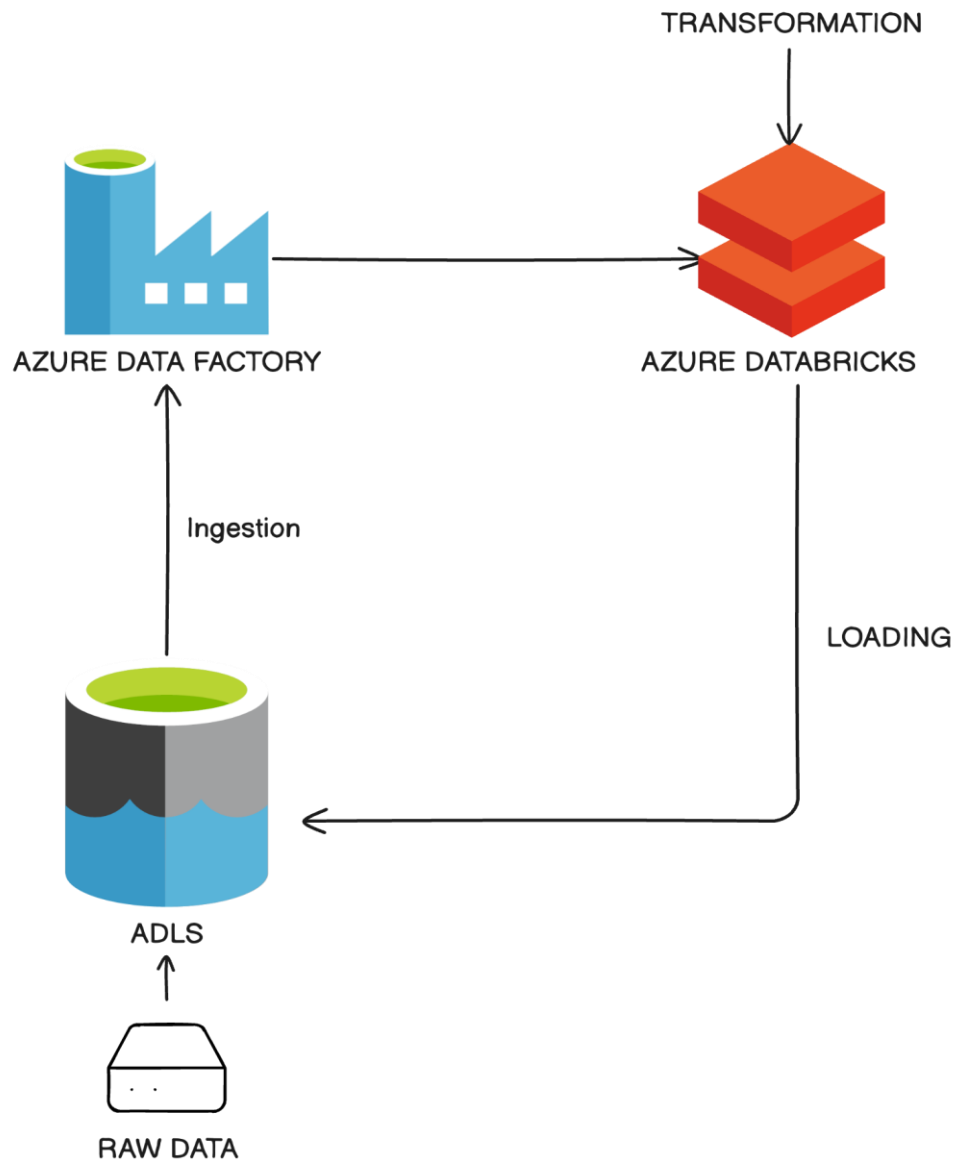 TRANSFORMATION
AZURE DATA FACTORY
AZURE DATABRICKS
Ingestion
LOADING
ADLS
RAW DATA